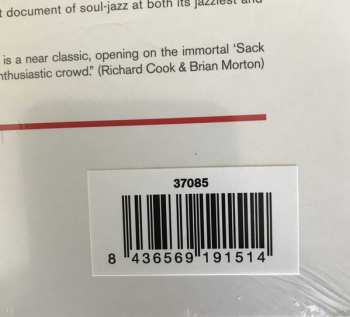 t document of soul-jazz at both its jazziest and
is a near classic, opening on the immortal ‘Sack
nthusiastic crowd.” (Richard Cook & Brian Morton)
37085
8 436569 191514